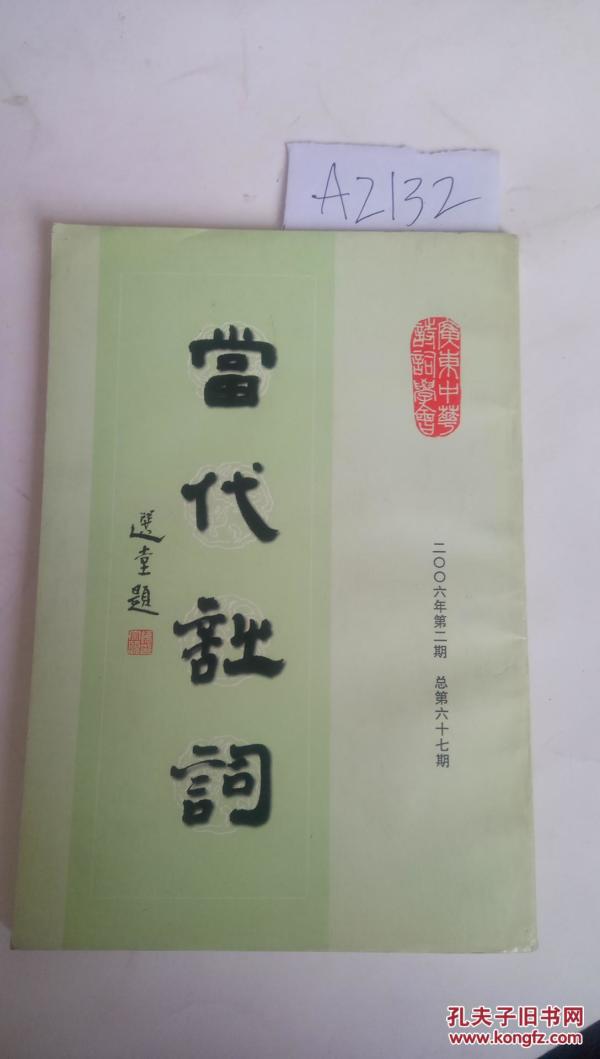 A2132
廣東中華
詩詞學會
二〇〇六年第二期 总第六十七期
當代詩詞
選堂題
孔夫子旧书网
www.kongfz.com